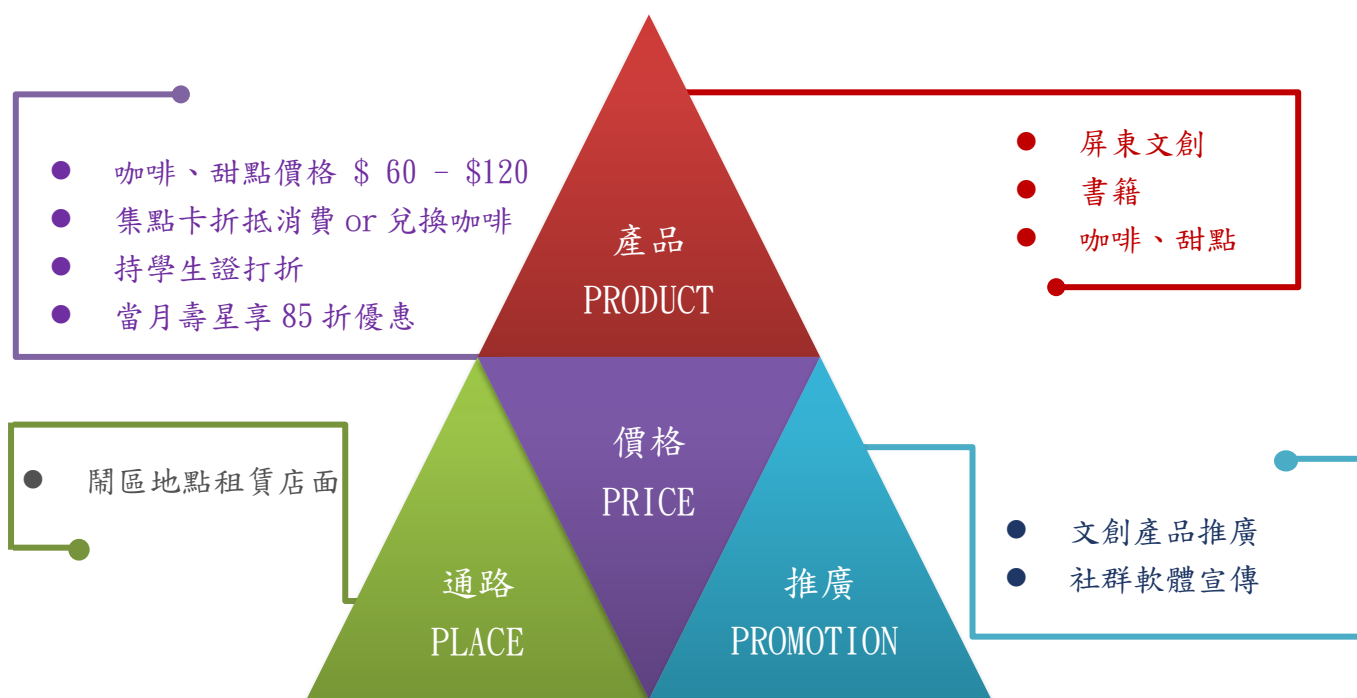 咖啡、甜點價格 $ 60 - $120
集點卡折抵消費 or 兌換咖啡
持學生證打折
當月壽星享 85 折優惠
產品
PRODUCT
屏東文創
書籍
咖啡、甜點
鬧區地點租賃店面
通路
PLACE
價格
PRICE
推廣
PROMOTION
文創產品推廣
社群軟體宣傳